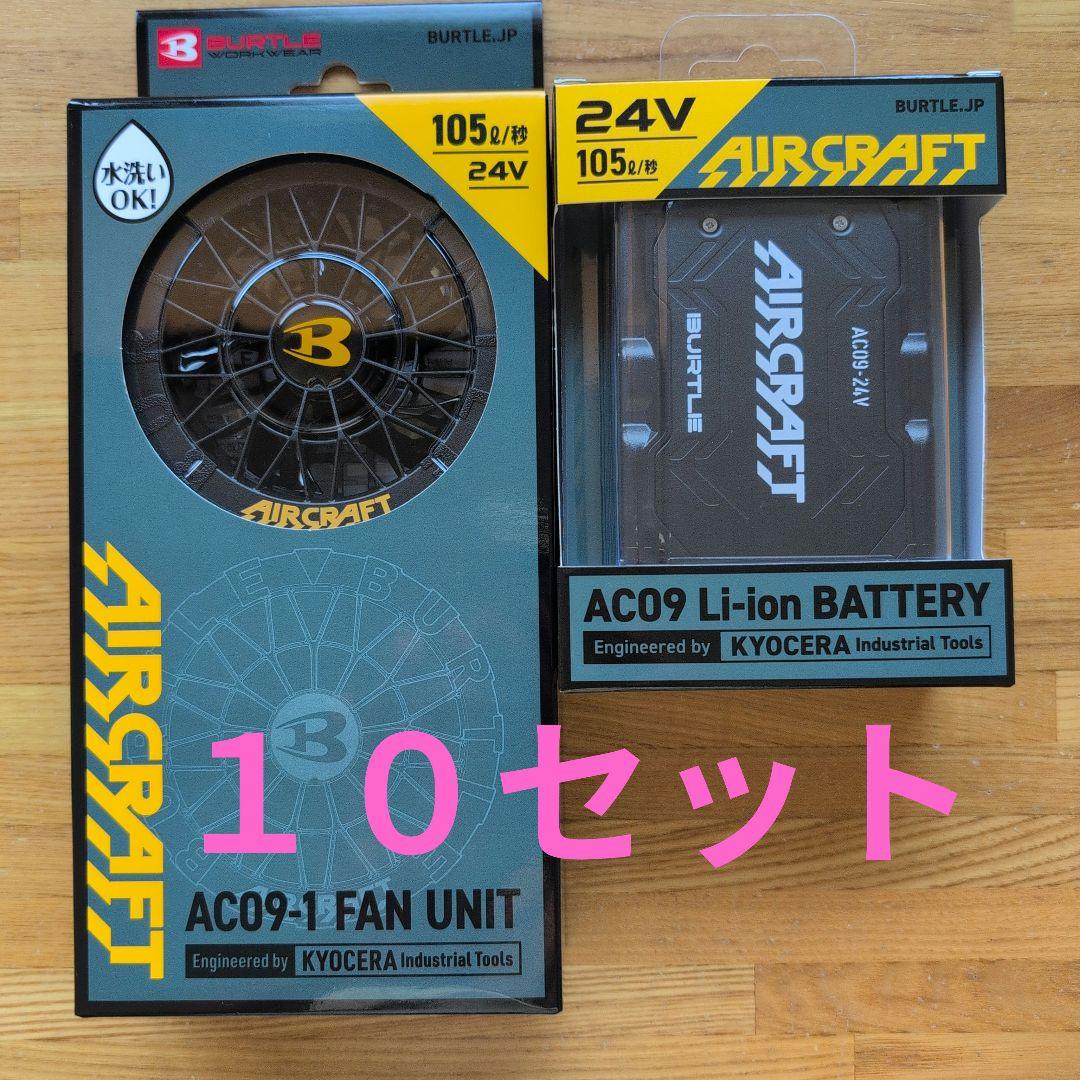 BURTLE
WORKWEAR
BURTLE.JP
水洗い
OK!
105ℓ/秒
24V
B
AIRCRAFT
AIRCRAFT
AC09-1 FAN UNIT
Engineered by KYOCERA Industrial Tools
24V
105ℓ/秒
BURTLE.JP
AIRCRAFT
AIRCRAFT
BURTLE
AC09-24V
AC09 Li-ion BATTERY
Engineered by KYOCERA Industrial Tools
10セット